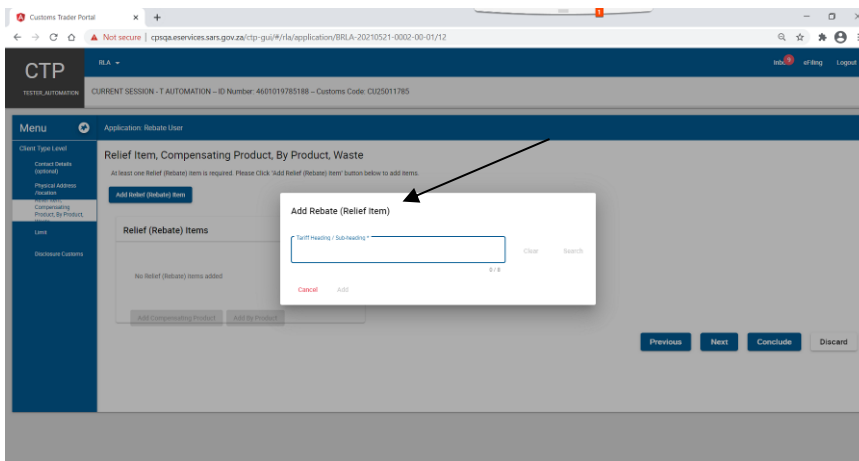 Customs Trader Portal
Not secure | cpsqa.eservices.sars.gov.za/ctp-gui/#/rla/application/BRLA-20210521-0002-00-01/12
CTP
TESTER_AUTOMATION
RLA
Inbox
eFiling
Logout
CURRENT SESSION - T AUTOMATION – ID Number: 4601019785188 – Customs Code: CU25011785
Menu
Application: Rebate User
Client Type Level
Contact Details
(optional)
Physical Address
/location
Relief Item,
Compensating
Product, By Product,
Waste
Limit
Disclosure Customs
Relief Item, Compensating Product, By Product, Waste
At least one Relief (Rebate) item is required. Please Click 'Add Relief (Rebate) Item' button below to add items.
Add Relief (Rebate) Item
Relief (Rebate) Items
No Relief (Rebate) items added
Add Compensating Product
Add By Product
Add Rebate (Relief Item)
Tariff Heading / Sub-heading *
Clear
Search
0 / 8
Cancel
Add
Previous
Next
Conclude
Discard